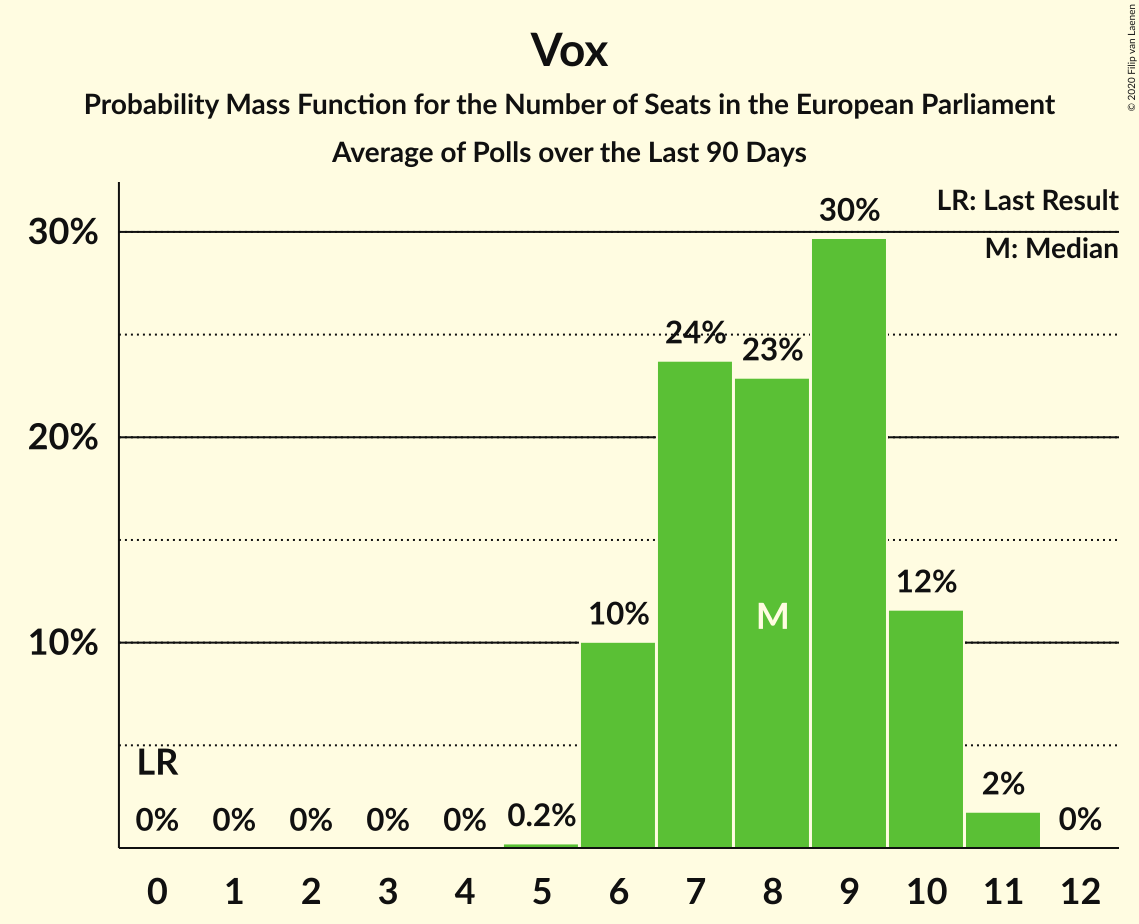 Vox
Probability Mass Function for the Number of Seats in the European Parliament
Average of Polls over the Last 90 Days
© 2020 Filip van Laenen
LR: Last Result
M: Median
30%
20%
10%
LR
0%
0%
0%
0%
0%
0.2%
10%
24%
23%
30%
12%
2%
0%
M
0 1 2 3 4 5 6 7 8 9 10 11 12